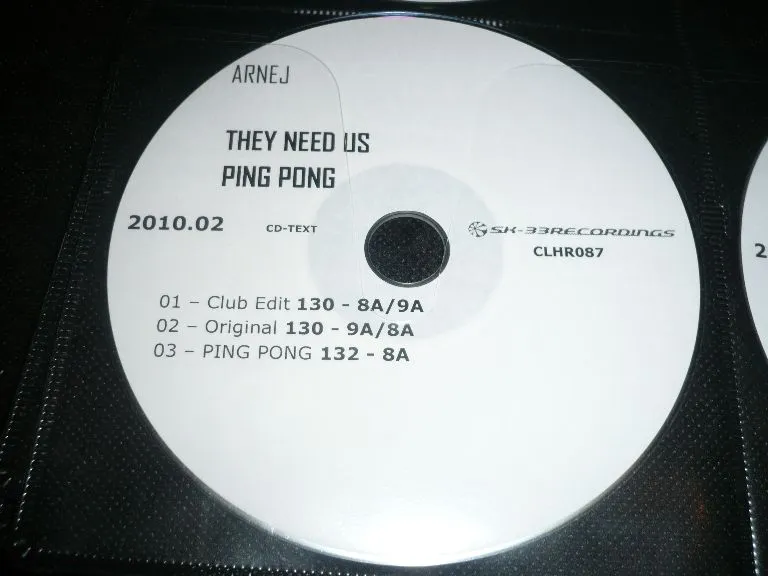 ARNEJ
THEY NEED US
PING PONG
2010.02
CD-TEXT
SK-33RECORDINGS
CLHR087
01 – Club Edit 130 - 8A/9A
02 – Original 130 - 9A/8A
03 – PING PONG 132 - 8A
2